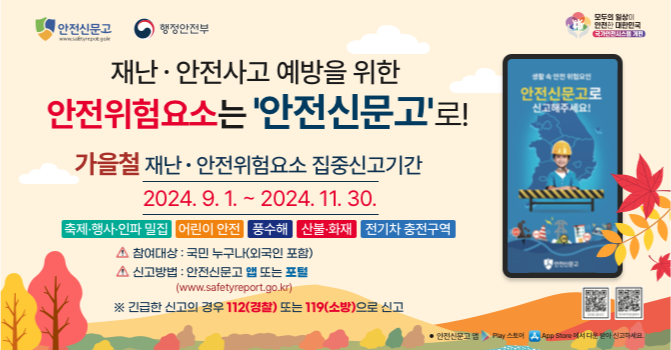 안전신문고
www.safetyreport.go.kr
행정안전부
모두의 일상이
안전한 대한민국
국가안전시스템 개편
재난 · 안전사고 예방을 위한
안전위험요소는 '안전신문고'로!
가을철 재난 · 안전위험요소 집중신고기간
2024. 9. 1. ~ 2024. 11. 30.
축제·행사·인파 밀집 어린이 안전 풍수해 산불·화재 전기차 충전구역
참여대상 : 국민 누구나(외국인 포함)
신고방법 : 안전신문고 앱 또는 포털
(www.safetyreport.go.kr)
※ 긴급한 신고의 경우 112(경찰) 또는 119(소방)으로 신고
생활 속 안전 위험요인
안전신문고로
신고해주세요!
안전신문고
● 안전신문고 앱 Play 스토어 App Store 에서 다운 받아 신고하세요.